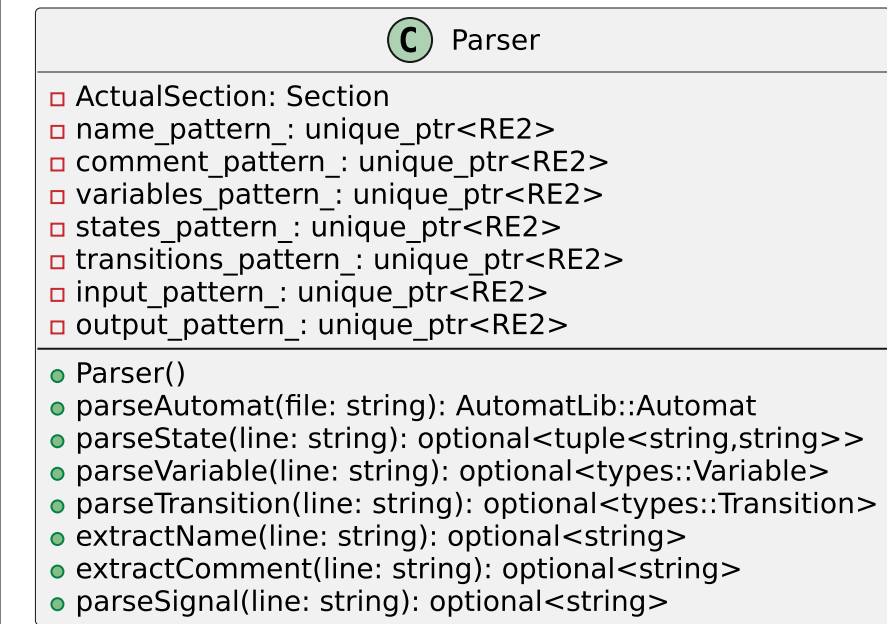 C Parser
ActualSection: Section
name_pattern_: unique_ptr<RE2>
comment_pattern_: unique_ptr<RE2>
variables_pattern_: unique_ptr<RE2>
states_pattern_: unique_ptr<RE2>
transitions_pattern_: unique_ptr<RE2>
input_pattern_: unique_ptr<RE2>
output_pattern_: unique_ptr<RE2>
Parser()
parseAutomat(file: string): AutomatLib::Automat
parseState(line: string): optional<tuple<string,string>>
parseVariable(line: string): optional<types::Variable>
parseTransition(line: string): optional<types::Transition>
extractName(line: string): optional<string>
extractComment(line: string): optional<string>
parseSignal(line: string): optional<string>